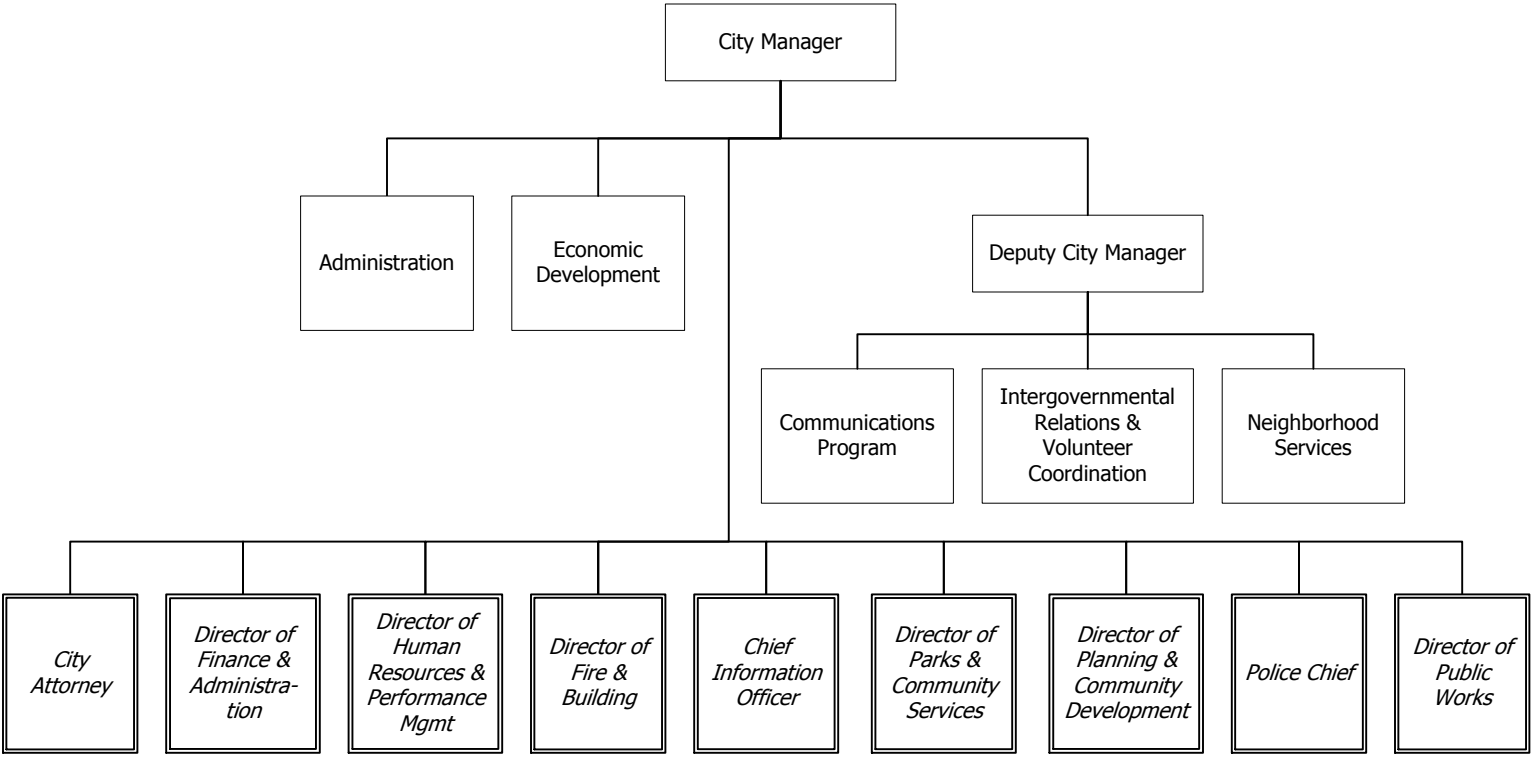 City Manager
Administration
Economic
Development
Deputy City Manager
Communications
Program
Intergovernmental
Relations &
Volunteer
Coordination
Neighborhood
Services
City
Attorney
Director of
Finance &
Administra-
tion
Director of
Human
Resources &
Performance
Mgmt
Director of
Fire &
Building
Chief
Information
Officer
Director of
Parks &
Community
Services
Director of
Planning &
Community
Development
Police Chief
Director of
Public
Works